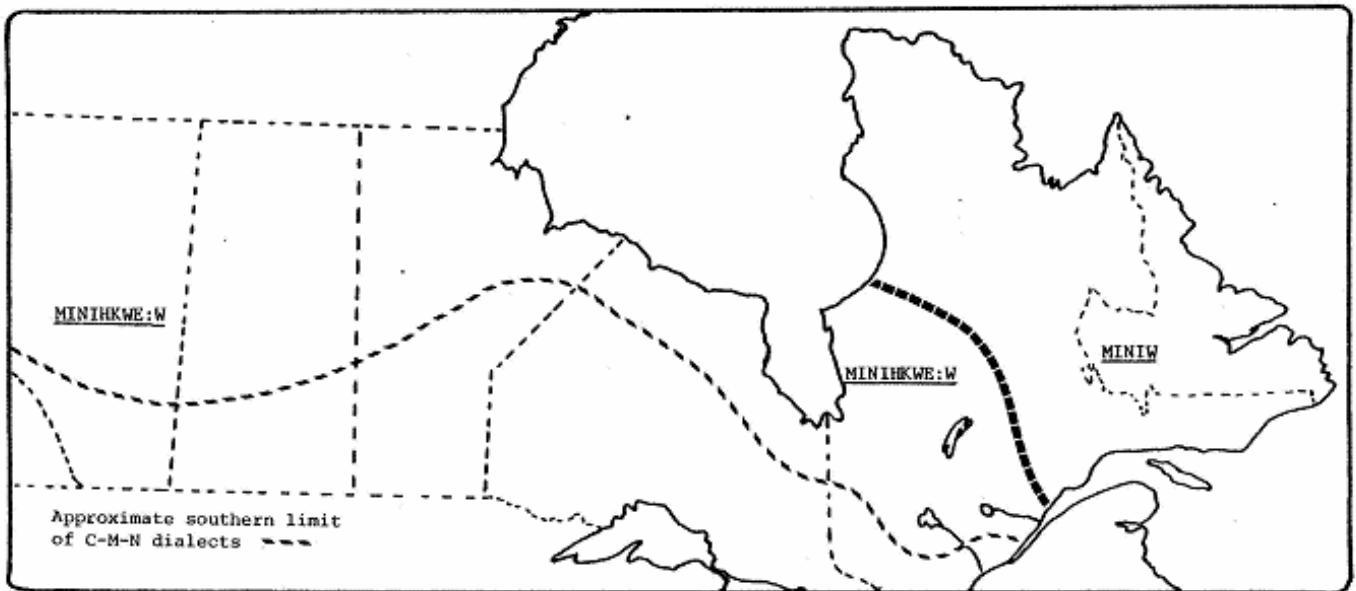 MINIHKWE:W
MINIW
MINIHKWE:W
Approximate southern limit
of C-M-N dialects